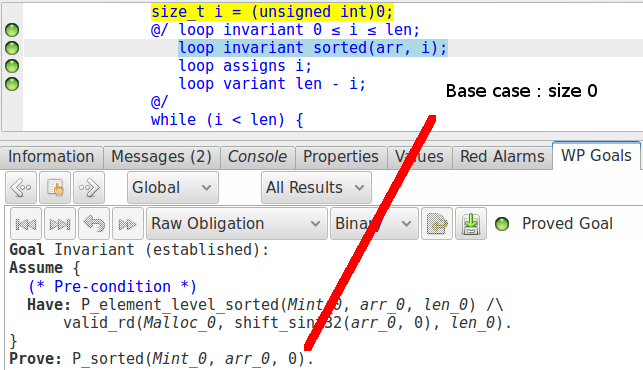 size_t i = (unsigned int)0;
@/ loop invariant 0 ≤ i ≤ len;
loop invariant sorted(arr, i);
loop assigns i;
loop variant len - i;
@/
while (i < len) {
Base case : size 0
Information Messages (2) Console Properties Values Red Alarms WP Goals
Global All Results
Raw Obligation Binary Proved Goal
Goal Invariant (established):
Assume {
(* Pre-condition *)
Have: P_element_level_sorted(Mint_0, arr_0, len_0) /\
valid_rd(Malloc_0, shift_sint32(arr_0, 0), len_0).
}
Prove: P_sorted(Mint_0, arr_0, 0).